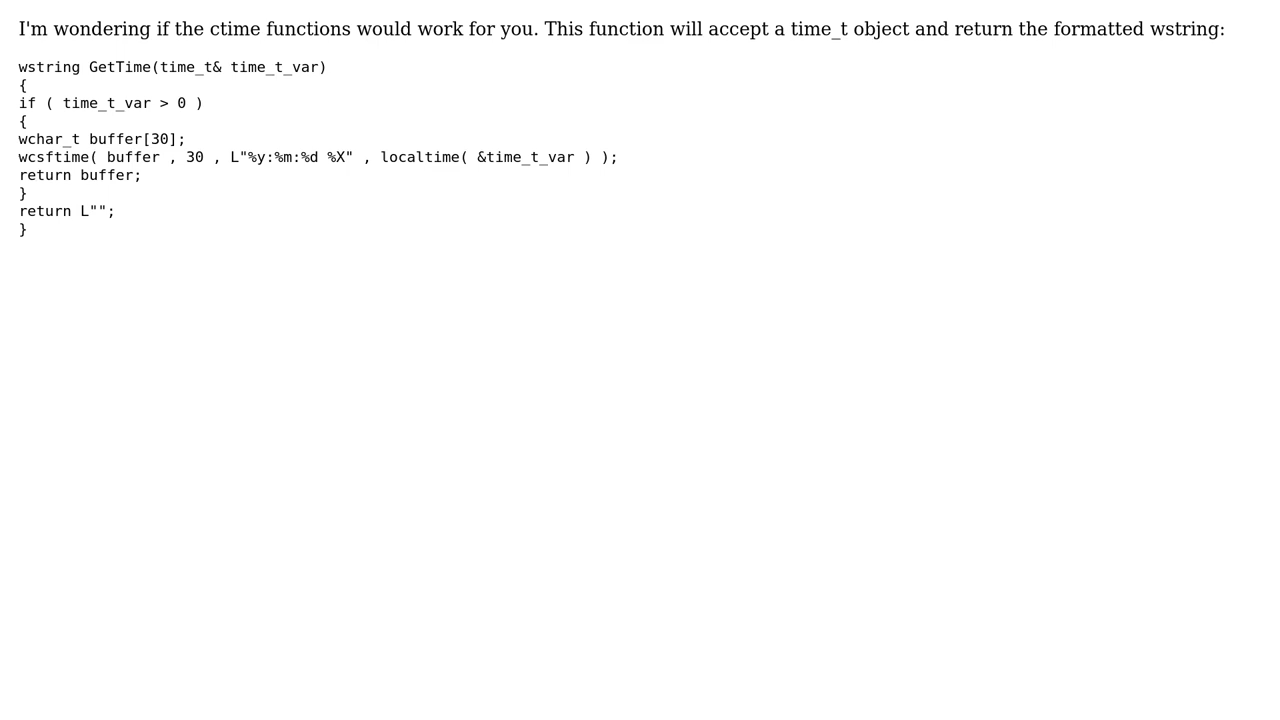 I'm wondering if the ctime functions would work for you. This function will accept a time_t object and return the formatted wstring:
wstring GetTime(time_t& time_t_var)
{
if ( time_t_var > 0 )
{
wchar_t buffer[30];
wcsftime( buffer , 30 , L"%y:%m:%d %X" , localtime( &time_t_var ) );
return buffer;
}
return L"";
}